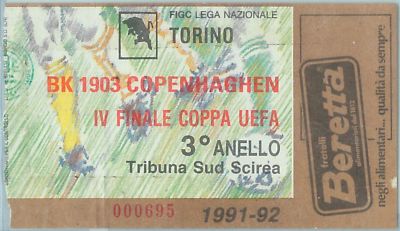 FIGC LEGA NAZIONALE
TORINO
BK 1903 COPENHAGHEN
IV FINALE COPPA UEFA
3° ANELLO
Tribuna Sud Scirea
000695
1991-92
fratelli
Beretta
alimentari dal 1812
negli alimentari... qualità da sempre